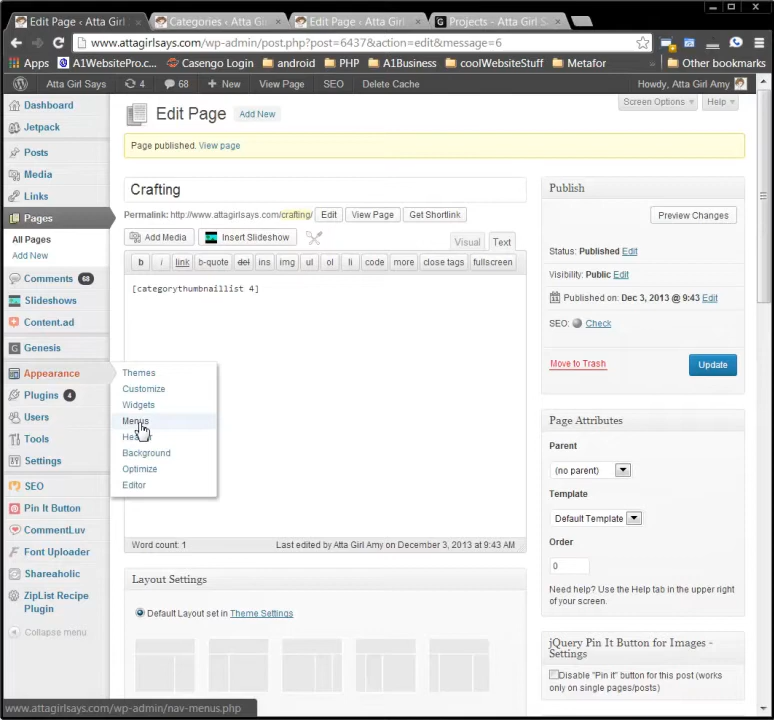 Edit Page ‹ Atta Girl
Categories ‹ Atta Girl
Edit Page ‹ Atta Girl
Projects - Atta Girl S
www.attagirlsays.com/wp-admin/post.php?post=6437&action=edit&message=6
Apps A1WebsitePro.c... Casengo Login android PHP A1Business coolWebsiteStuff Metafor Other bookmarks
Atta Girl Says 4 68 + New View Page SEO Delete Cache Howdy, Atta Girl Amy
Dashboard
Jetpack
Posts
Media
Links
Pages
All Pages
Add New
Comments 68
Slideshows
Content.ad
Genesis
Appearance
Plugins 4
Users
Tools
Settings
SEO
Pin It Button
CommentLuv
Font Uploader
Shareaholic
ZipList Recipe
Plugin
Collapse menu
Themes
Customize
Widgets
Menus
Background
Optimize
Editor
Screen Options Help
Edit Page Add New
Page published. View page
Crafting
Permalink: http://www.attagirlsays.com/crafting/ Edit View Page Get Shortlink
Add Media Insert Slideshow Visual Text
b i link b-quote del ins img ul ol li code more close tags fullscreen
[categorythumbnaillist 4]
Word count: 1 Last edited by Atta Girl Amy on December 3, 2013 at 9:43 AM
Layout Settings
Default Layout set in Theme Settings
Publish
Preview Changes
Status: Published Edit
Visibility: Public Edit
Published on: Dec 3, 2013 @ 9:43 Edit
SEO: Check
Move to Trash Update
Page Attributes
Parent
(no parent)
Template
Default Template
Order
0
Need help? Use the Help tab in the upper right
of your screen.
jQuery Pin It Button for Images -
Settings
Disable "Pin it" button for this post (works
only on single pages/posts)
www.attagirlsays.com/wp-admin/nav-menus.php